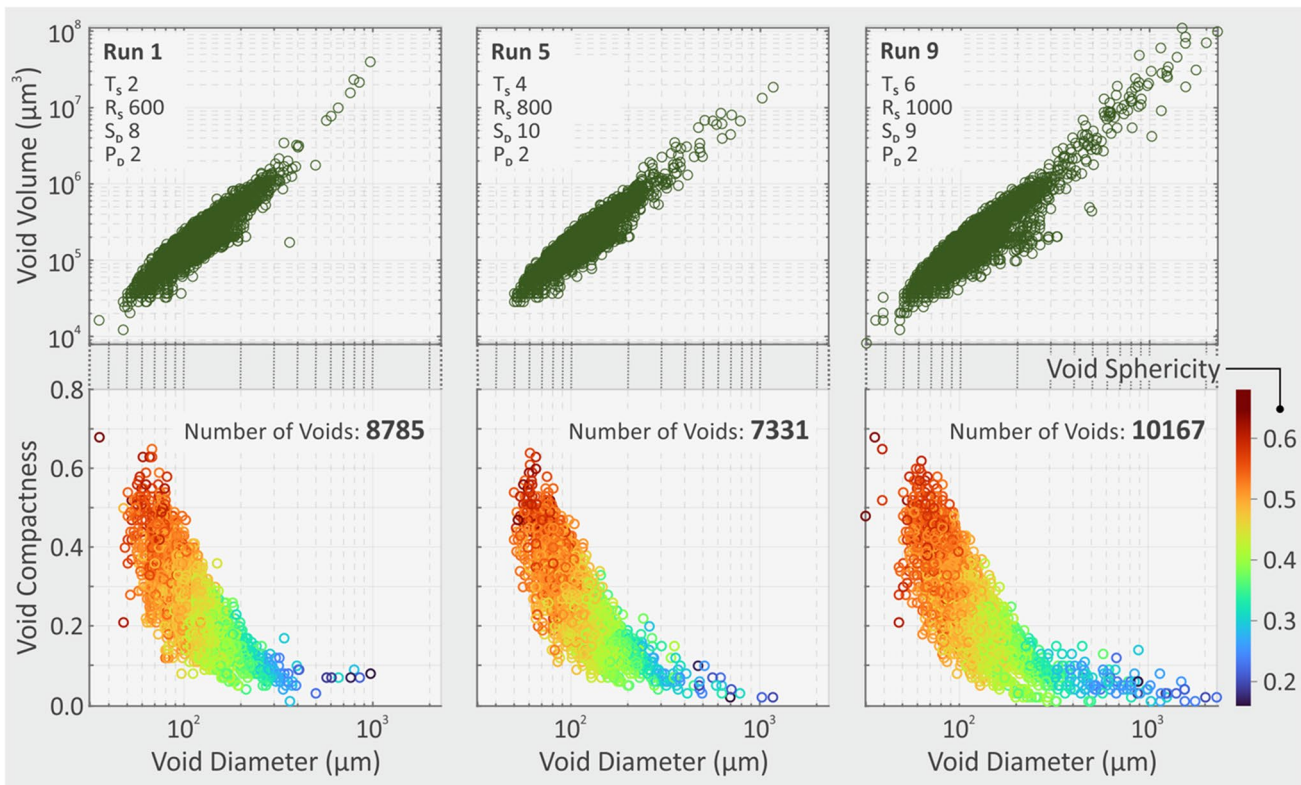 Run 1
T_S 2
R_S 600
S_D 8
P_D 2
Run 5
T_S 4
R_S 800
S_D 10
P_D 2
Run 9
T_S 6
R_S 1000
S_D 9
P_D 2
Void Volume (µm³)
10⁸
10⁷
10⁶
10⁵
10⁴
Void Sphericity
0.6
0.5
0.4
0.3
0.2
Number of Voids: 8785
Number of Voids: 7331
Number of Voids: 10167
Void Compactness
0.8
0.6
0.4
0.2
0.0
10² 10³
10² 10³
10² 10³
Void Diameter (µm)
Void Diameter (µm)
Void Diameter (µm)